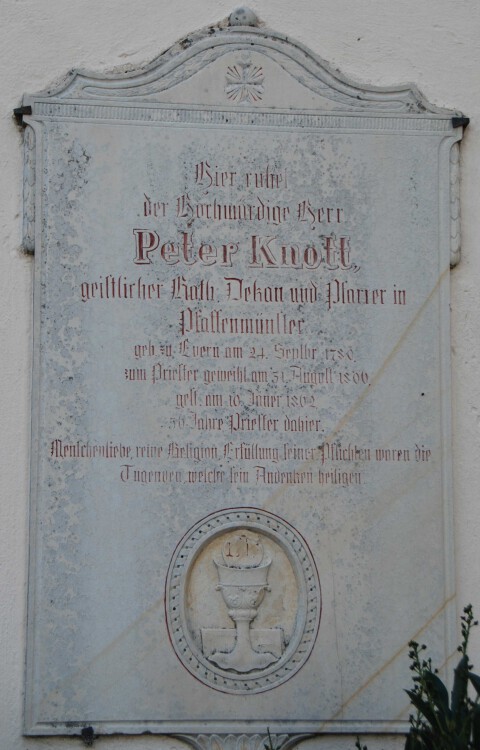 Hier ruhet
der Hochwürdige Herr
Peter Knott,
geistlicher Rath, Dekan und Pfarrer in
Pfaffenmünster
geb. zu Evern am 24. Septbr. 1780,
zum Priester geweiht am 31. August 1806,
gest. am 10. Jäner 1862
56 Jahre Priester dahier.
Menschenliebe, reine Religion, Erfüllung seiner Pflichten waren die
Tugenden, welche sein Andenken heiligen